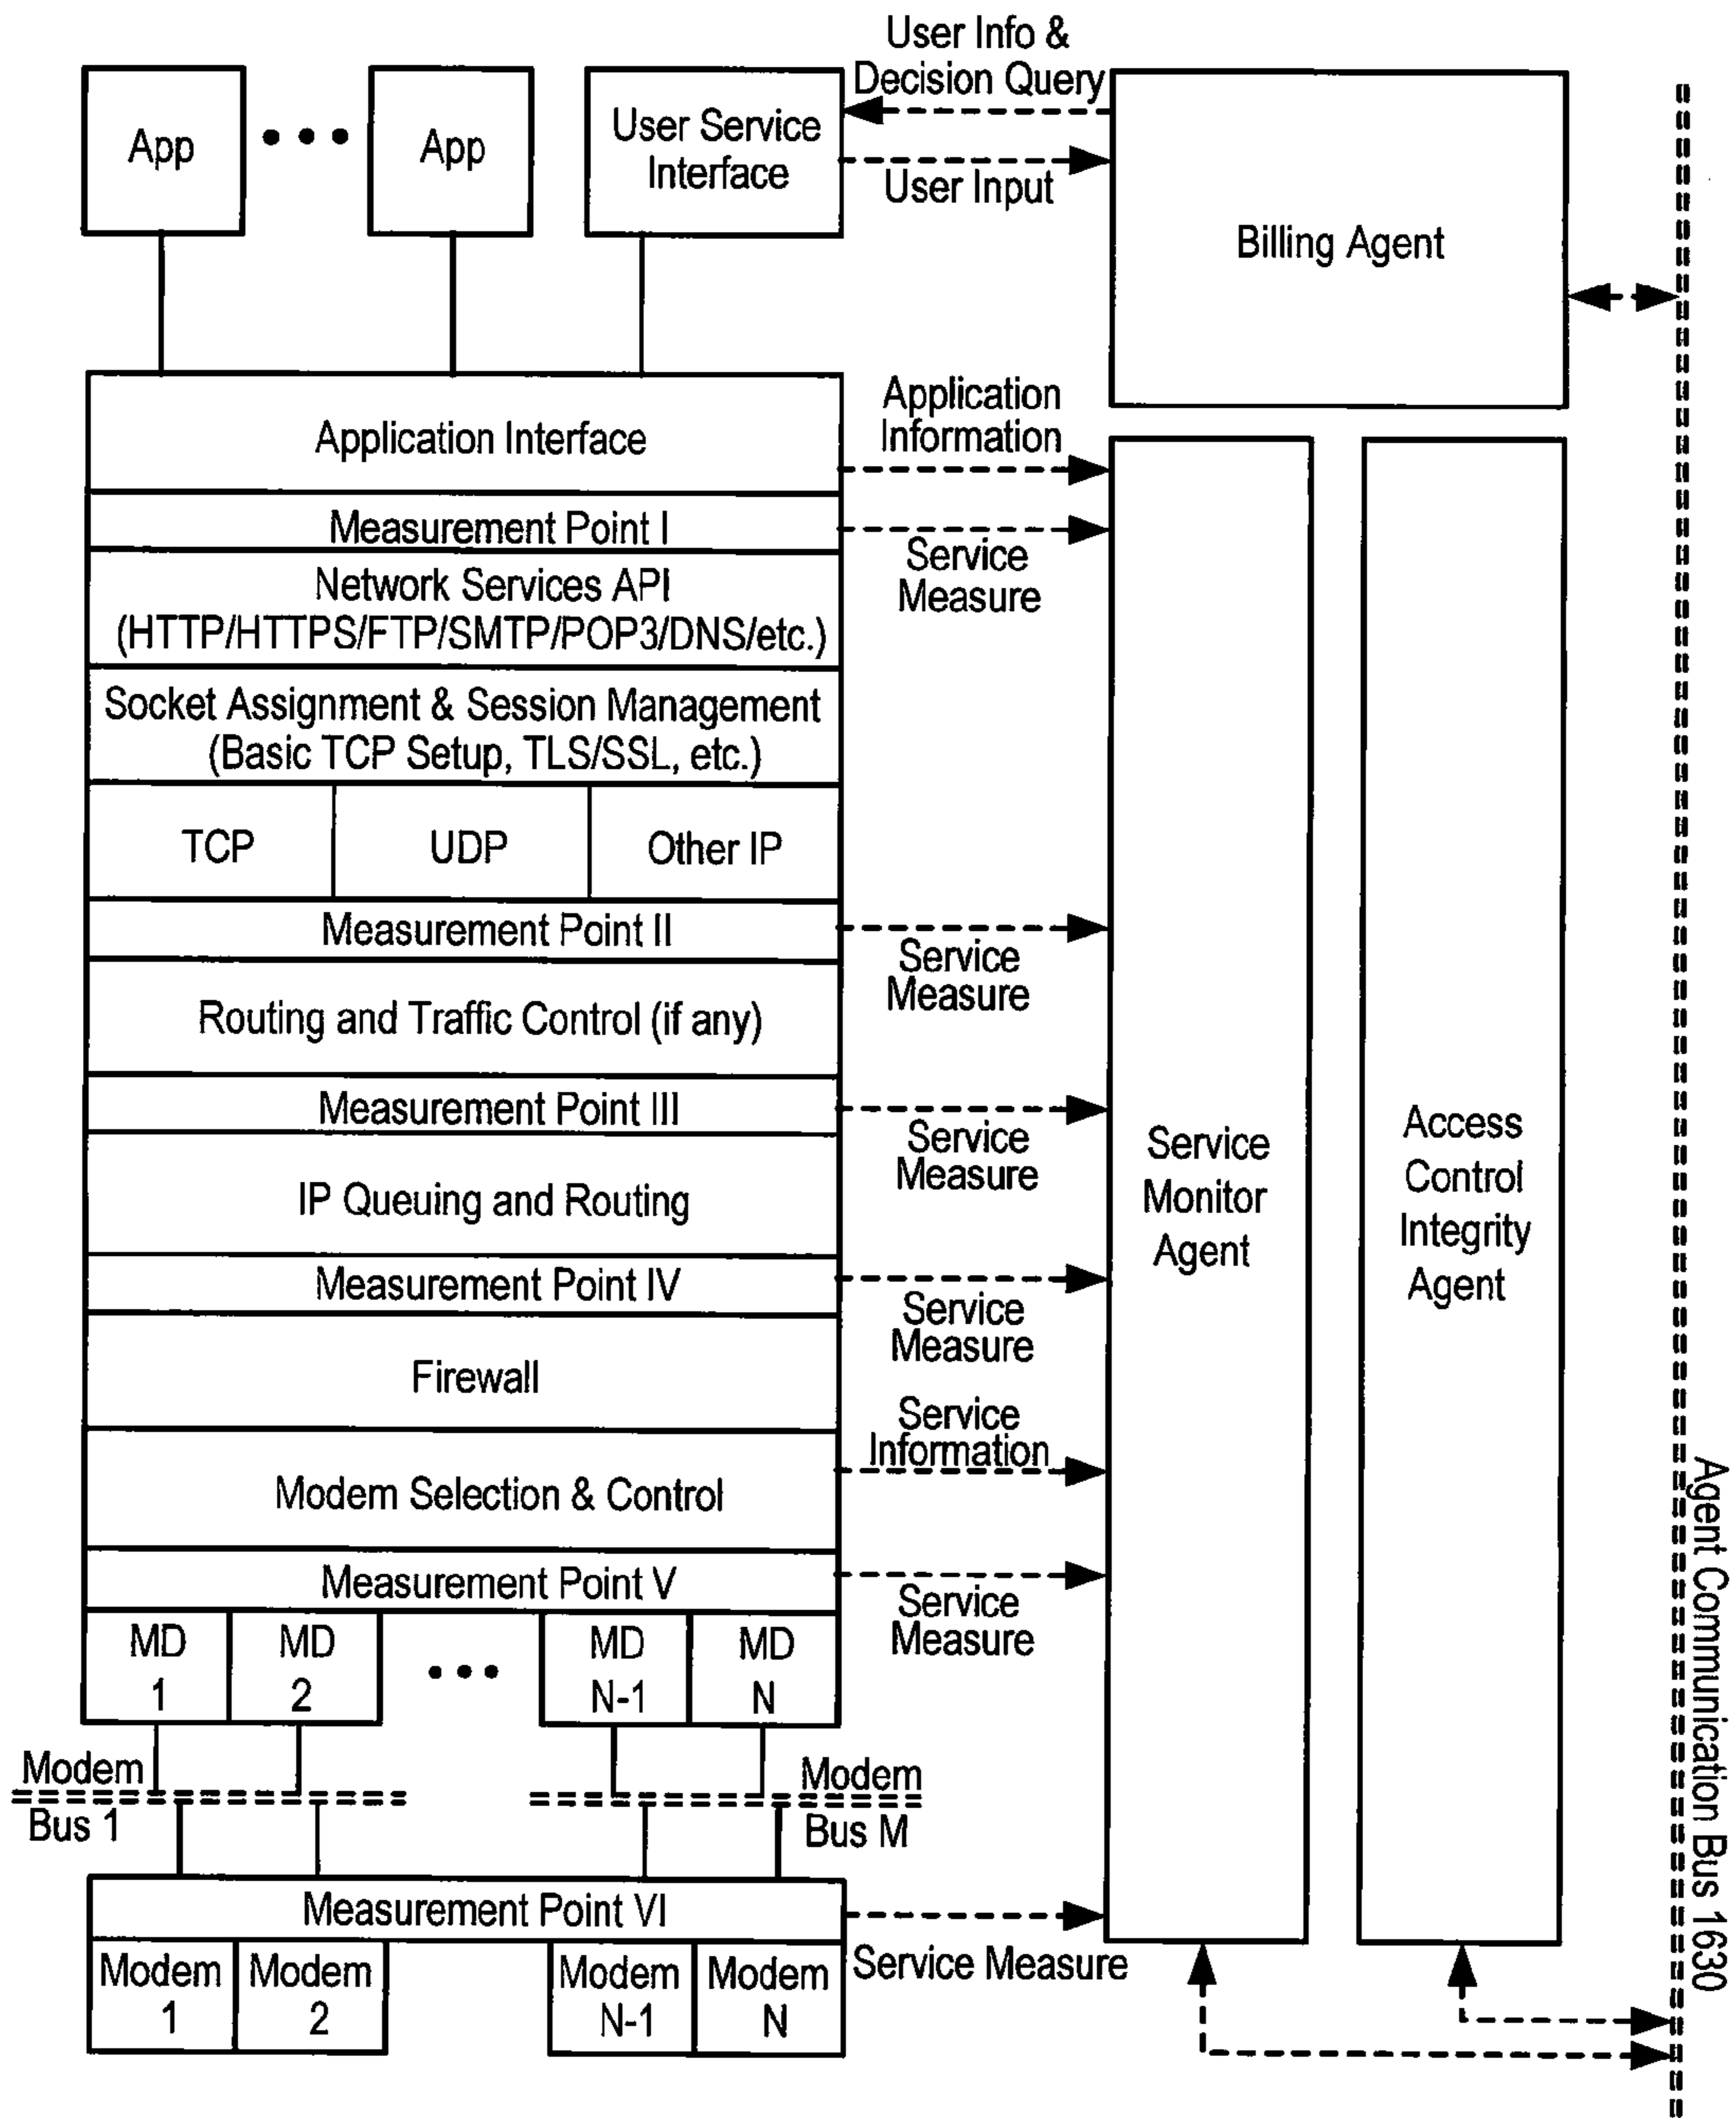 User Info &
Decision Query
App
App
User Service
Interface
User Input
Billing Agent
Application Interface
Application
Information
Measurement Point I
Service
Measure
Network Services API
(HTTP/HTTPS/FTP/SMTP/POP3/DNS/etc.)
Socket Assignment & Session Management
(Basic TCP Setup, TLS/SSL, etc.)
TCP
UDP
Other IP
Measurement Point II
Service
Measure
Routing and Traffic Control (if any)
Measurement Point III
Service
Measure
IP Queuing and Routing
Measurement Point IV
Service
Measure
Firewall
Service
Information
Modem Selection & Control
Measurement Point V
Service
Measure
MD
1
MD
2
MD
N-1
MD
N
Modem
Bus 1
Modem
Bus M
Measurement Point VI
Service Measure
Modem
1
Modem
2
Modem
N-1
Modem
N
Service
Monitor
Agent
Access
Control
Integrity
Agent
Agent Communication Bus 1630